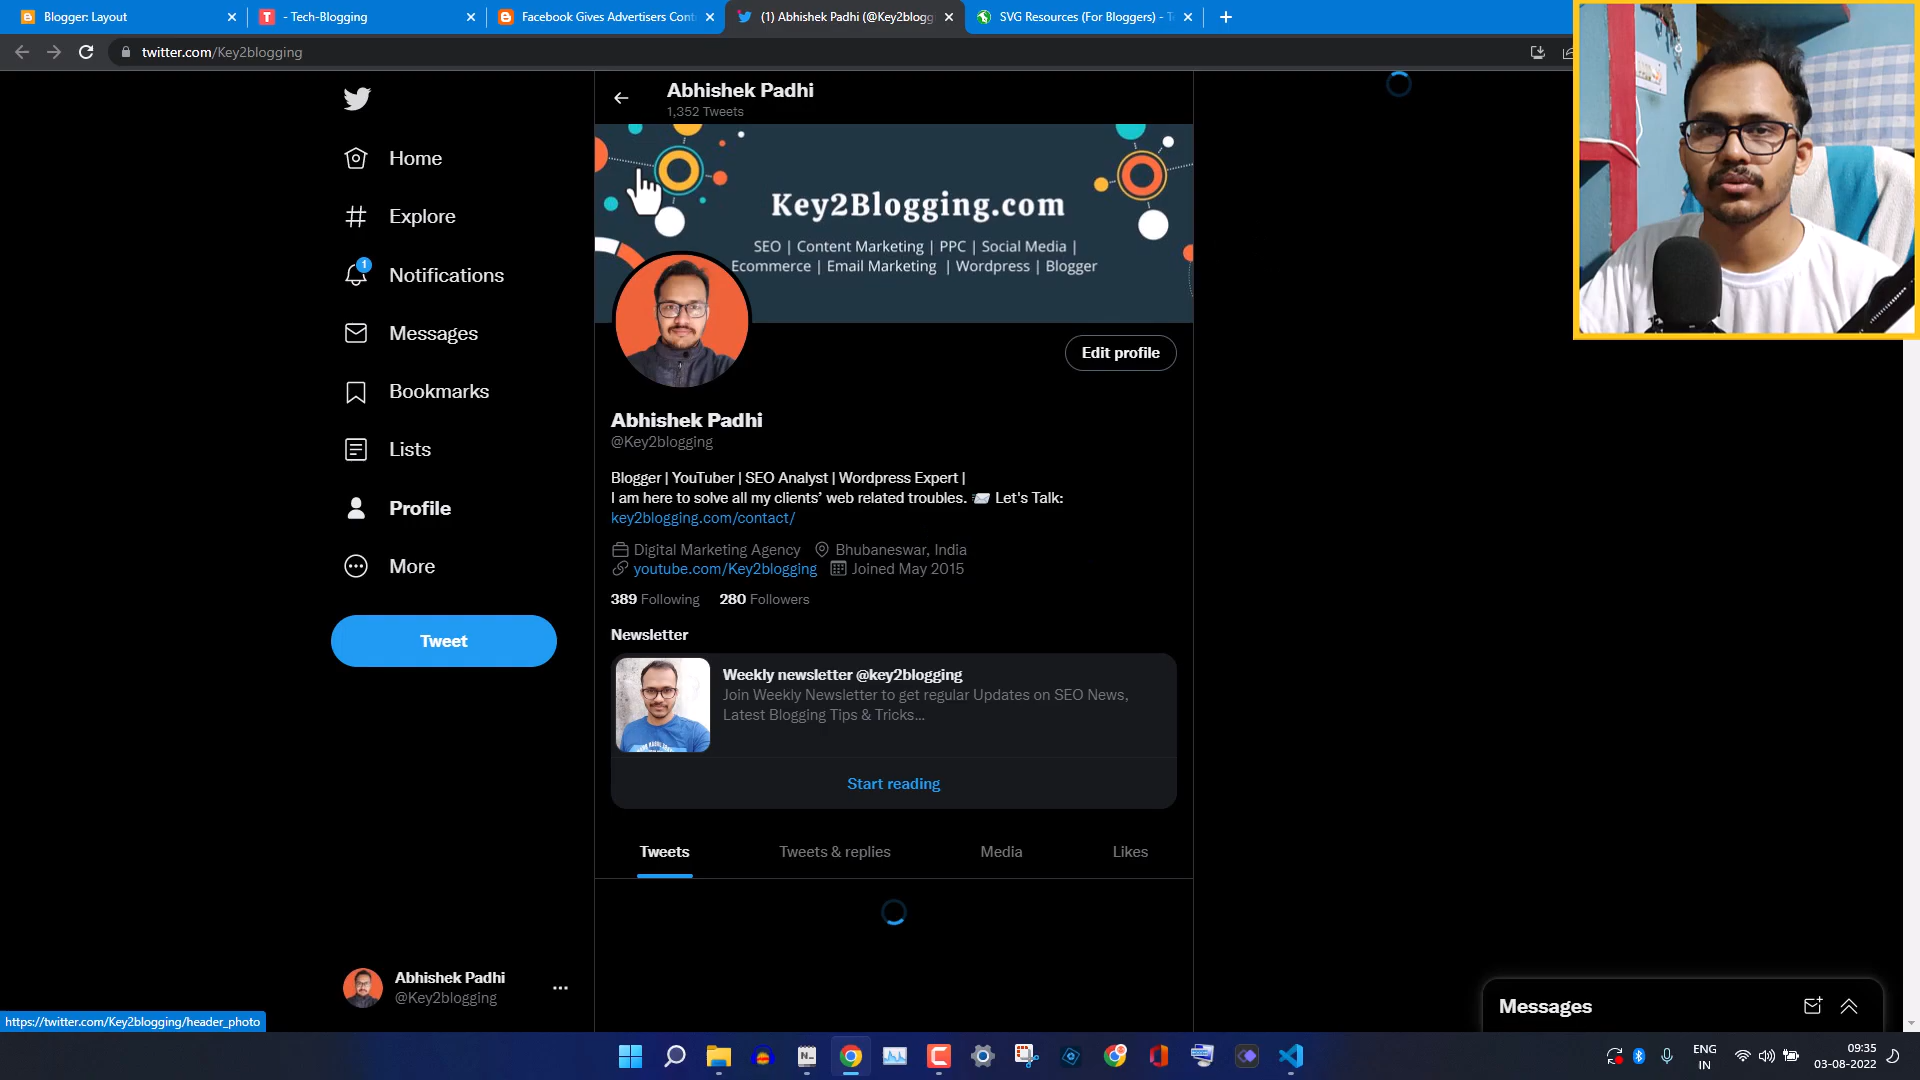 Blogger: Layout
- Tech-Blogging
Facebook Gives Advertisers Cont
(1) Abhishek Padhi (@Key2blogg
SVG Resources (For Bloggers) - T
twitter.com/Key2blogging
Abhishek Padhi
1,352 Tweets
Key2Blogging.com
SEO | Content Marketing | PPC | Social Media |
Ecommerce | Email Marketing | Wordpress | Blogger
Home
Explore
1
Notifications
Messages
Bookmarks
Lists
Profile
More
Tweet
Edit profile
Abhishek Padhi
@Key2blogging
Blogger | YouTuber | SEO Analyst | Wordpress Expert |
I am here to solve all my clients’ web related troubles. 📨 Let's Talk:
key2blogging.com/contact/
Digital Marketing Agency Bhubaneswar, India
youtube.com/Key2blogging Joined May 2015
389 Following 280 Followers
Newsletter
Weekly newsletter @key2blogging
Join Weekly Newsletter to get regular Updates on SEO News,
Latest Blogging Tips & Tricks...
Start reading
Tweets
Tweets & replies
Media
Likes
Abhishek Padhi
@Key2blogging
Messages
https://twitter.com/Key2blogging/header_photo
ENG
IN
09:35
03-08-2022